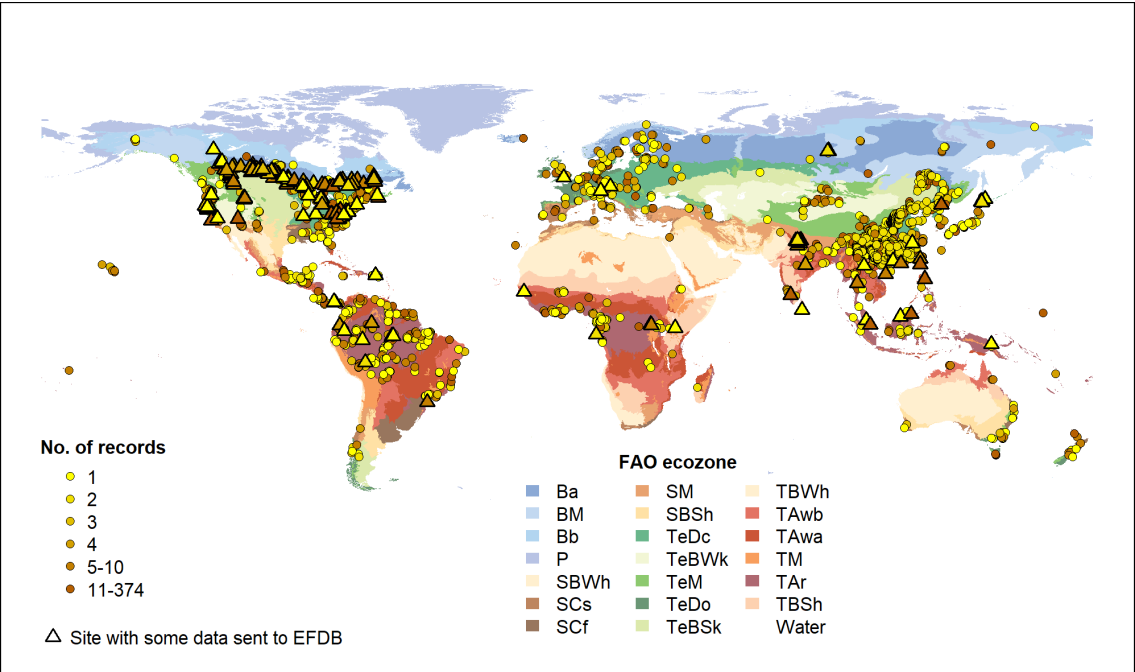 No. of records
1
2
3
4
5-10
11-374
Site with some data sent to EFDB
FAO ecozone
Ba
BM
Bb
P
SBWh
SCs
SCf
SM
SBSh
TeDc
TeBWk
TeM
TeDo
TeBSk
TBWh
TAwb
TAwa
TM
TAr
TBSh
Water